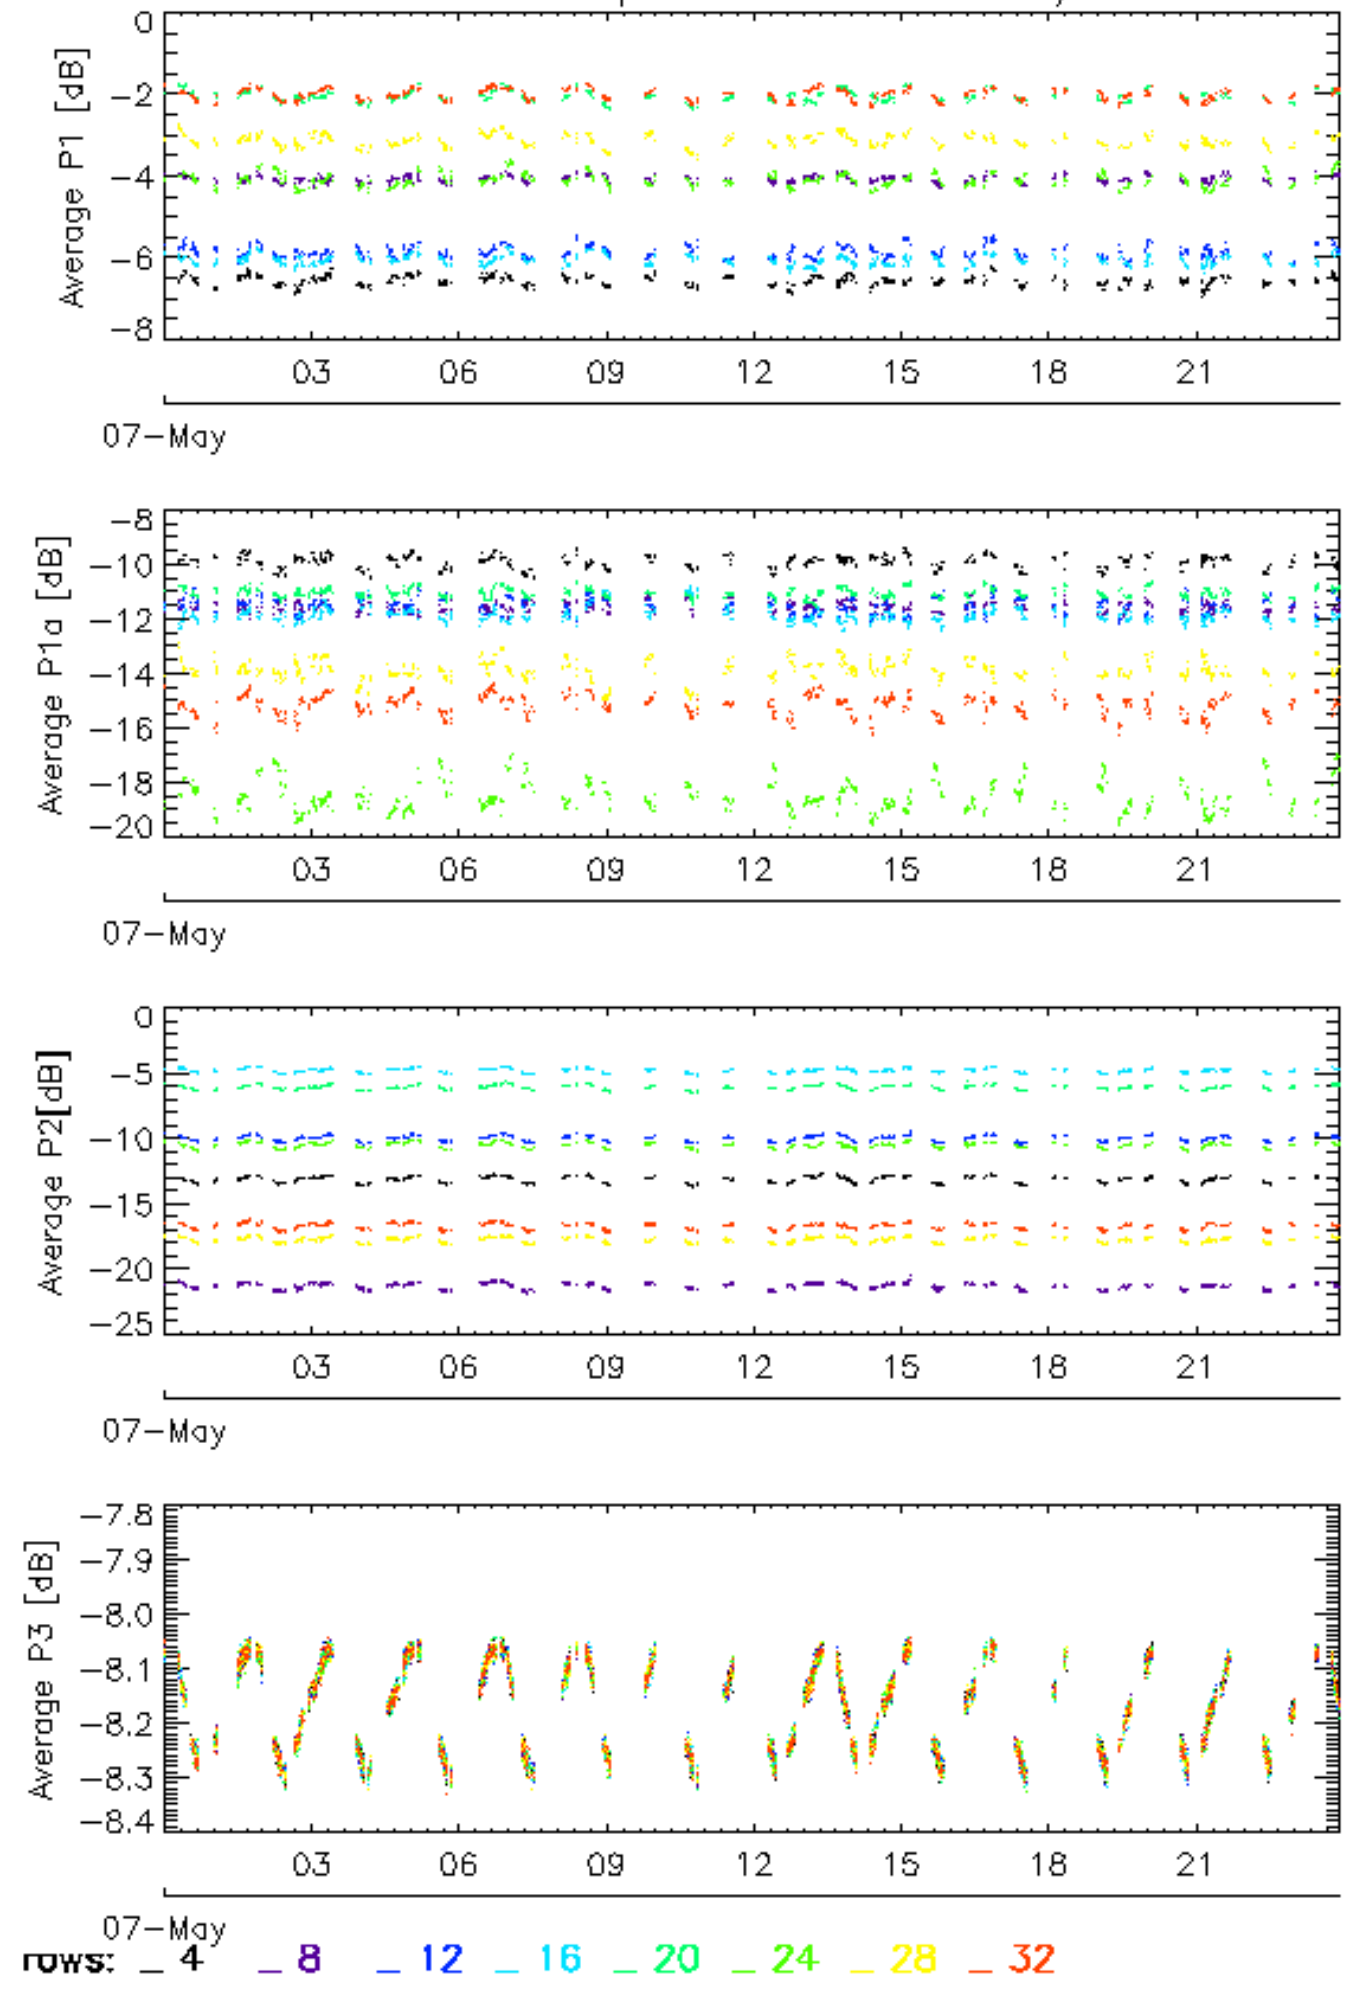 0
−2
−4
−6
−8
Average P1 [dB]
03 06 09 12 15 18 21
07−May
−8
−10
−12
−14
−16
−18
−20
Average P1a [dB]
03 06 09 12 15 18 21
07−May
0
−5
−10
−15
−20
−25
Average P2[dB]
03 06 09 12 15 18 21
07−May
−7.8
−7.9
−8.0
−8.1
−8.2
−8.3
−8.4
Average P3 [dB]
03 06 09 12 15 18 21
07−May
rows: _ 4 _ 8 _ 12 _ 16 _ 20 _ 24 _ 28 _ 32